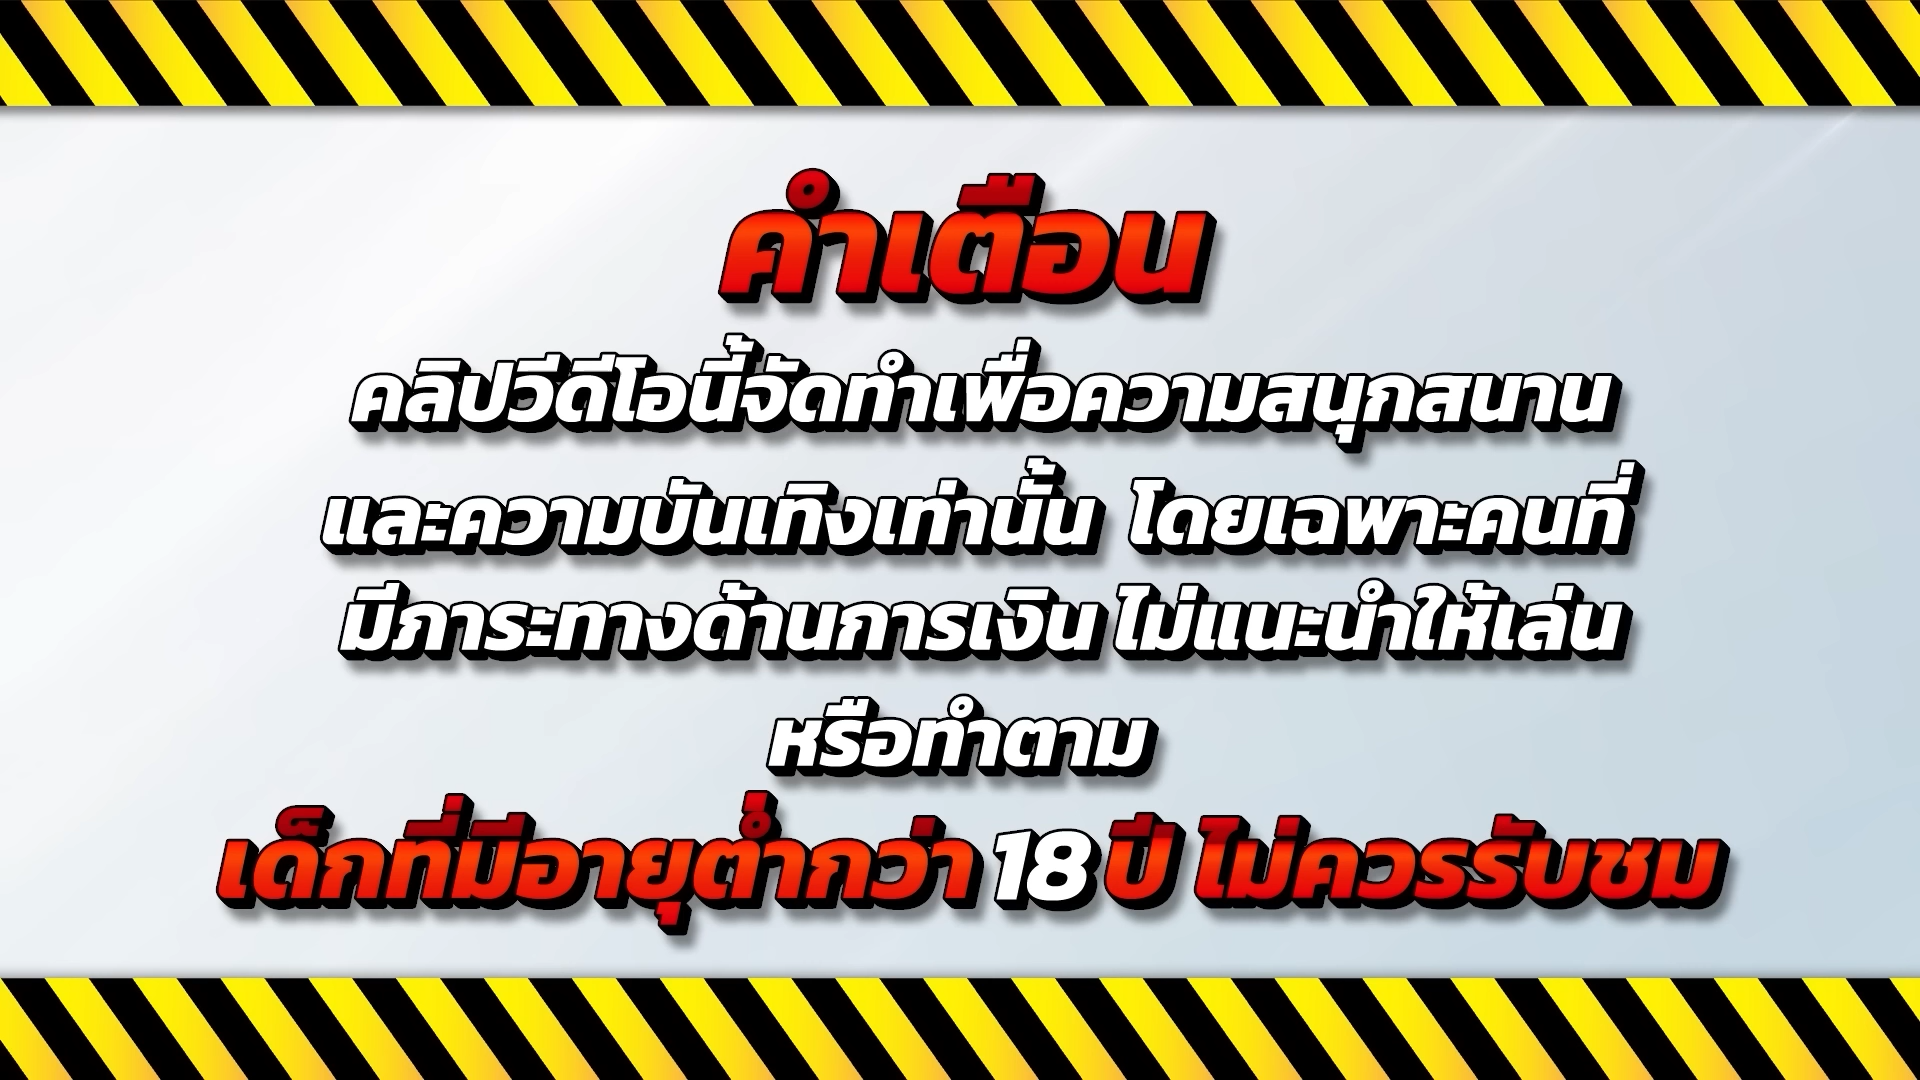 คำเตือน
คลิปวีดีโอนี้จัดทำเพื่อความสนุกสนาน
และความบันเทิงเท่านั้น โดยเฉพาะคนที่
มีภาระทางด้านการเงิน ไม่แนะนำให้เล่น
หรือทำตาม
เด็กที่มีอายุต่ำกว่า 18 ปี ไม่ควรรับชม